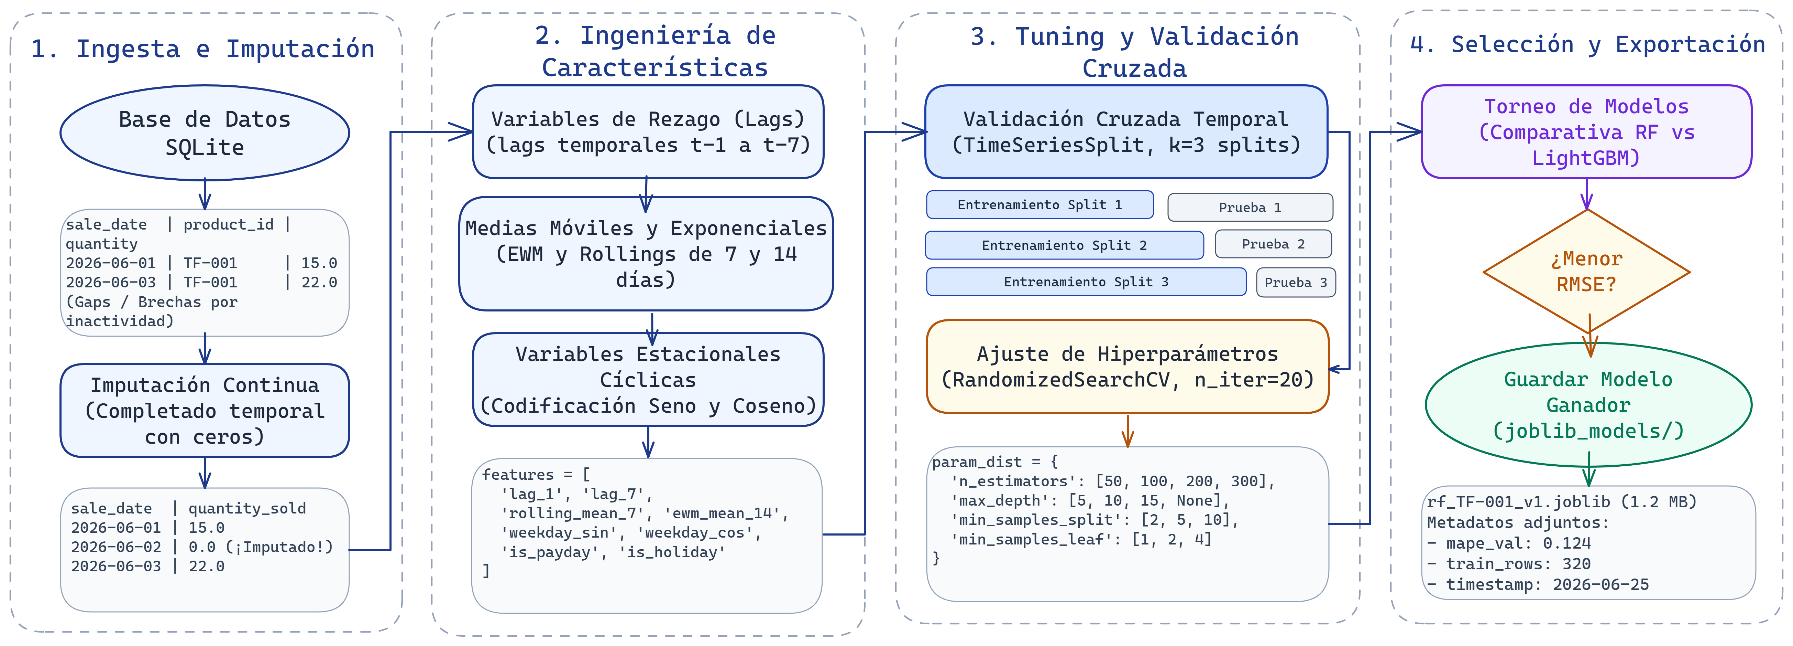 1. Ingesta e Imputación
Base de Datos
SQLite
sale_date  | product_id |
quantity
2026-06-01 | TF-001     | 15.0
2026-06-03 | TF-001     | 22.0
(Gaps / Brechas por
inactividad)
Imputación Continua
(Completado temporal
con ceros)
sale_date  | quantity_sold
2026-06-01 | 15.0
2026-06-02 | 0.0 (¡Imputado!)
2026-06-03 | 22.0
2. Ingeniería de
Características
Variables de Rezago (Lags)
(lags temporales t-1 a t-7)
Medias Móviles y Exponenciales
(EWM y Rollings de 7 y 14
días)
Variables Estacionales
Cíclicas
(Codificación Seno y Coseno)
features = [
  'lag_1', 'lag_7',
  'rolling_mean_7', 'ewm_mean_14',
  'weekday_sin', 'weekday_cos',
  'is_payday', 'is_holiday'
]
3. Tuning y Validación
Cruzada
Validación Cruzada Temporal
(TimeSeriesSplit, k=3 splits)
Entrenamiento Split 1
Prueba 1
Entrenamiento Split 2
Prueba 2
Entrenamiento Split 3
Prueba 3
Ajuste de Hiperparámetros
(RandomizedSearchCV, n_iter=20)
param_dist = {
  'n_estimators': [50, 100, 200, 300],
  'max_depth': [5, 10, 15, None],
  'min_samples_split': [2, 5, 10],
  'min_samples_leaf': [1, 2, 4]
}
4. Selección y Exportación
Torneo de Modelos
(Comparativa RF vs
LightGBM)
¿Menor
RMSE?
Guardar Modelo
Ganador
(joblib_models/)
rf_TF-001_v1.joblib (1.2 MB)
Metadatos adjuntos:
- mape_val: 0.124
- train_rows: 320
- timestamp: 2026-06-25